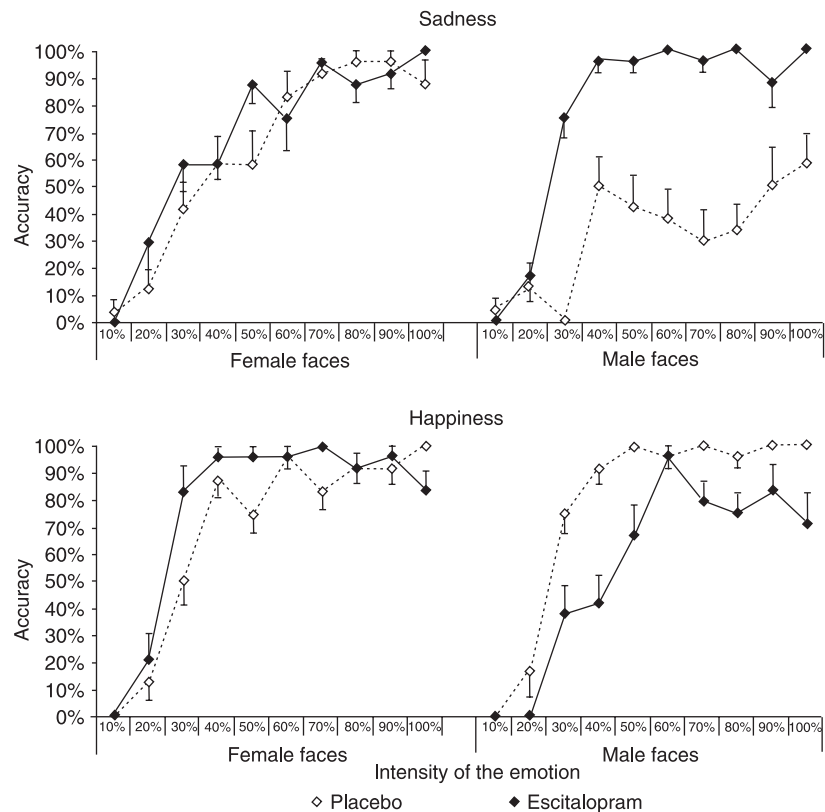 Sadness
100%
90%
80%
70%
60%
50%
40%
30%
20%
10%
0%
Accuracy
10% 20% 30% 40% 50% 60% 70% 80% 90% 100%
Female faces
10% 20% 30% 40% 50% 60% 70% 80% 90% 100%
Male faces
Happiness
100%
90%
80%
70%
60%
50%
40%
30%
20%
10%
0%
Accuracy
10% 20% 30% 40% 50% 60% 70% 80% 90% 100%
Female faces
10% 20% 30% 40% 50% 60% 70% 80% 90% 100%
Male faces
Intensity of the emotion
Placebo Escitalopram